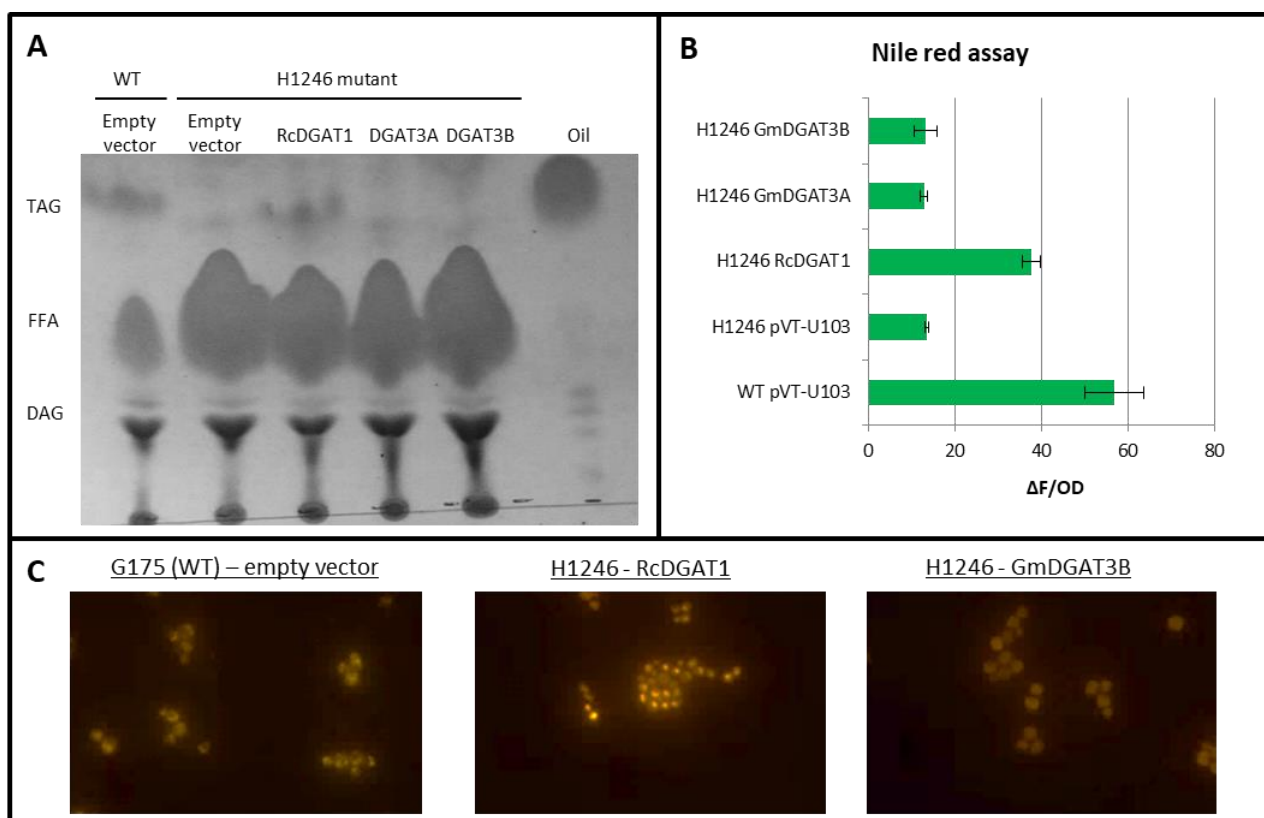 A
WT
H1246 mutant
Empty vector
Empty vector
RcDGAT1
DGAT3A
DGAT3B
Oil
TAG
FFA
DAG
B
Nile red assay
H1246 GmDGAT3B
H1246 GmDGAT3A
H1246 RcDGAT1
H1246 pVT-U103
WT pVT-U103
0 20 40 60 80
ΔF/OD
C
G175 (WT) – empty vector
H1246 - RcDGAT1
H1246 - GmDGAT3B